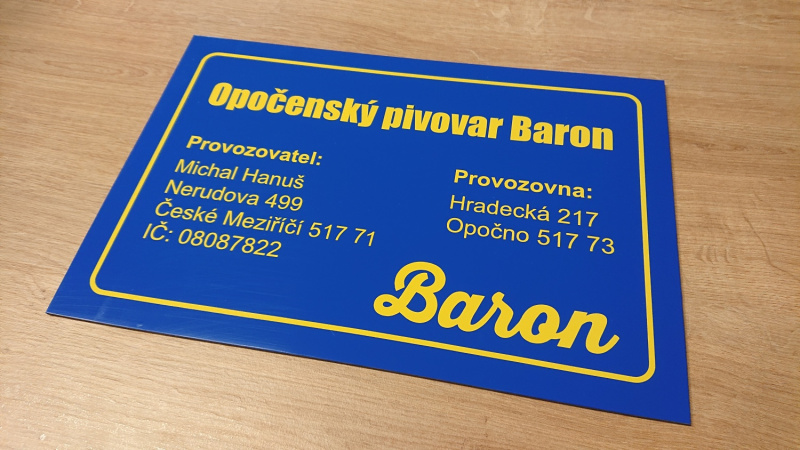 Opočenský pivovar Baron
Provozovatel:
Michal Hanuš
Nerudova 499
České Meziříčí 517 71
IČ: 08087822
Provozovna:
Hradecká 217
Opočno 517 73
Baron